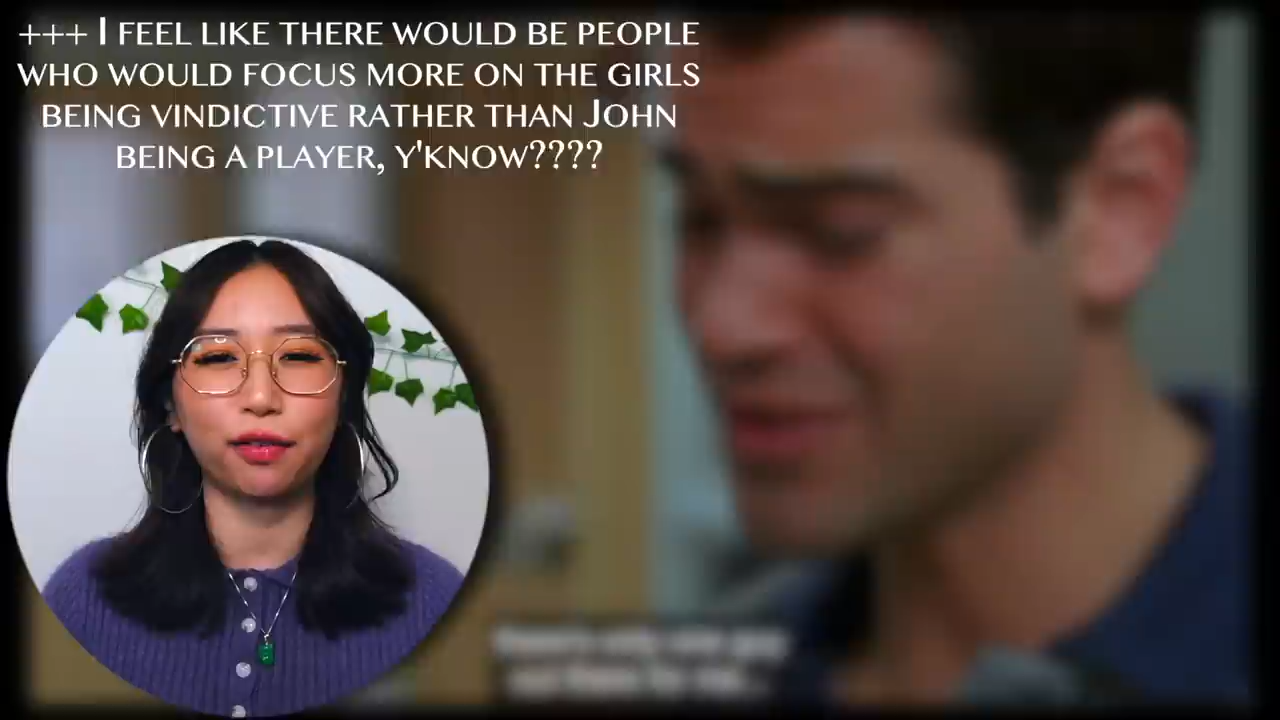 +++ I FEEL LIKE THERE WOULD BE PEOPLE
WHO WOULD FOCUS MORE ON THE GIRLS
BEING VINDICTIVE RATHER THAN JOHN
BEING A PLAYER, Y'KNOW????